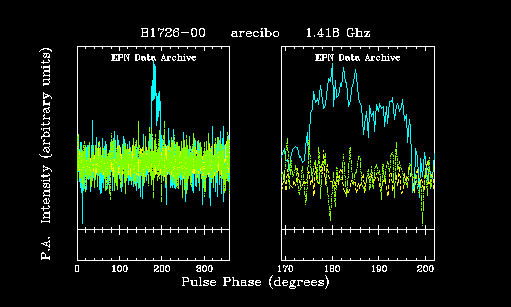 B1726-00 arecibo 1.418 Ghz
EPN Data Archive EPN Data Archive
P.A. Intensity (arbitrary units)
0 100 200 300 170 180 190 200
Pulse Phase (degrees)